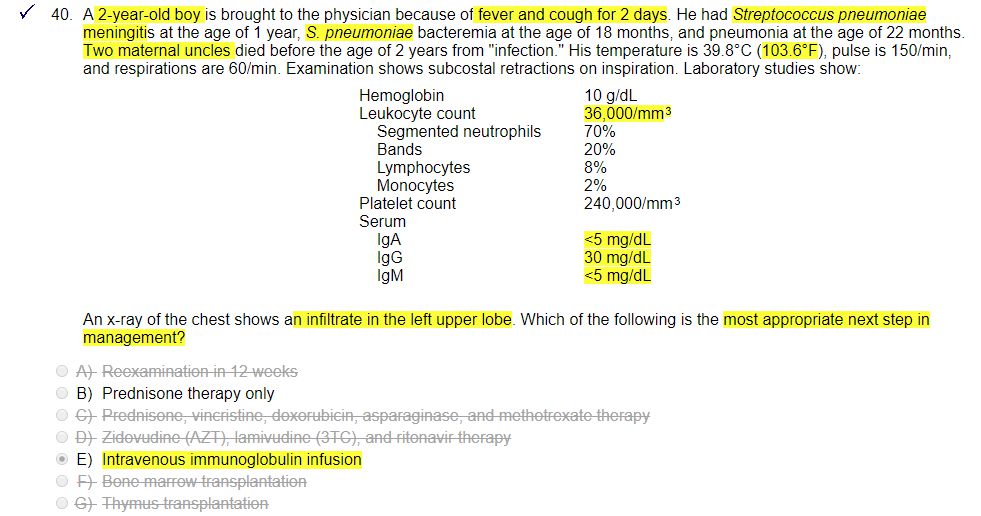 ✓ 40. A 2-year-old boy is brought to the physician because of fever and cough for 2 days. He had Streptococcus pneumoniae
meningitis at the age of 1 year, S. pneumoniae bacteremia at the age of 18 months, and pneumonia at the age of 22 months.
Two maternal uncles died before the age of 2 years from "infection." His temperature is 39.8°C (103.6°F), pulse is 150/min,
and respirations are 60/min. Examination shows subcostal retractions on inspiration. Laboratory studies show:
Hemoglobin 10 g/dL
Leukocyte count 36,000/mm3
Segmented neutrophils 70%
Bands 20%
Lymphocytes 8%
Monocytes 2%
Platelet count 240,000/mm3
Serum
IgA <5 mg/dL
IgG 30 mg/dL
IgM <5 mg/dL
An x-ray of the chest shows an infiltrate in the left upper lobe. Which of the following is the most appropriate next step in
management?
A) Reexamination in 12 weeks
B) Prednisone therapy only
C) Prednisone, vincristine, doxorubicin, asparaginase, and methotrexate therapy
D) Zidovudine (AZT), lamivudine (3TC), and ritonavir therapy
E) Intravenous immunoglobulin infusion
F) Bone marrow transplantation
G) Thymus transplantation